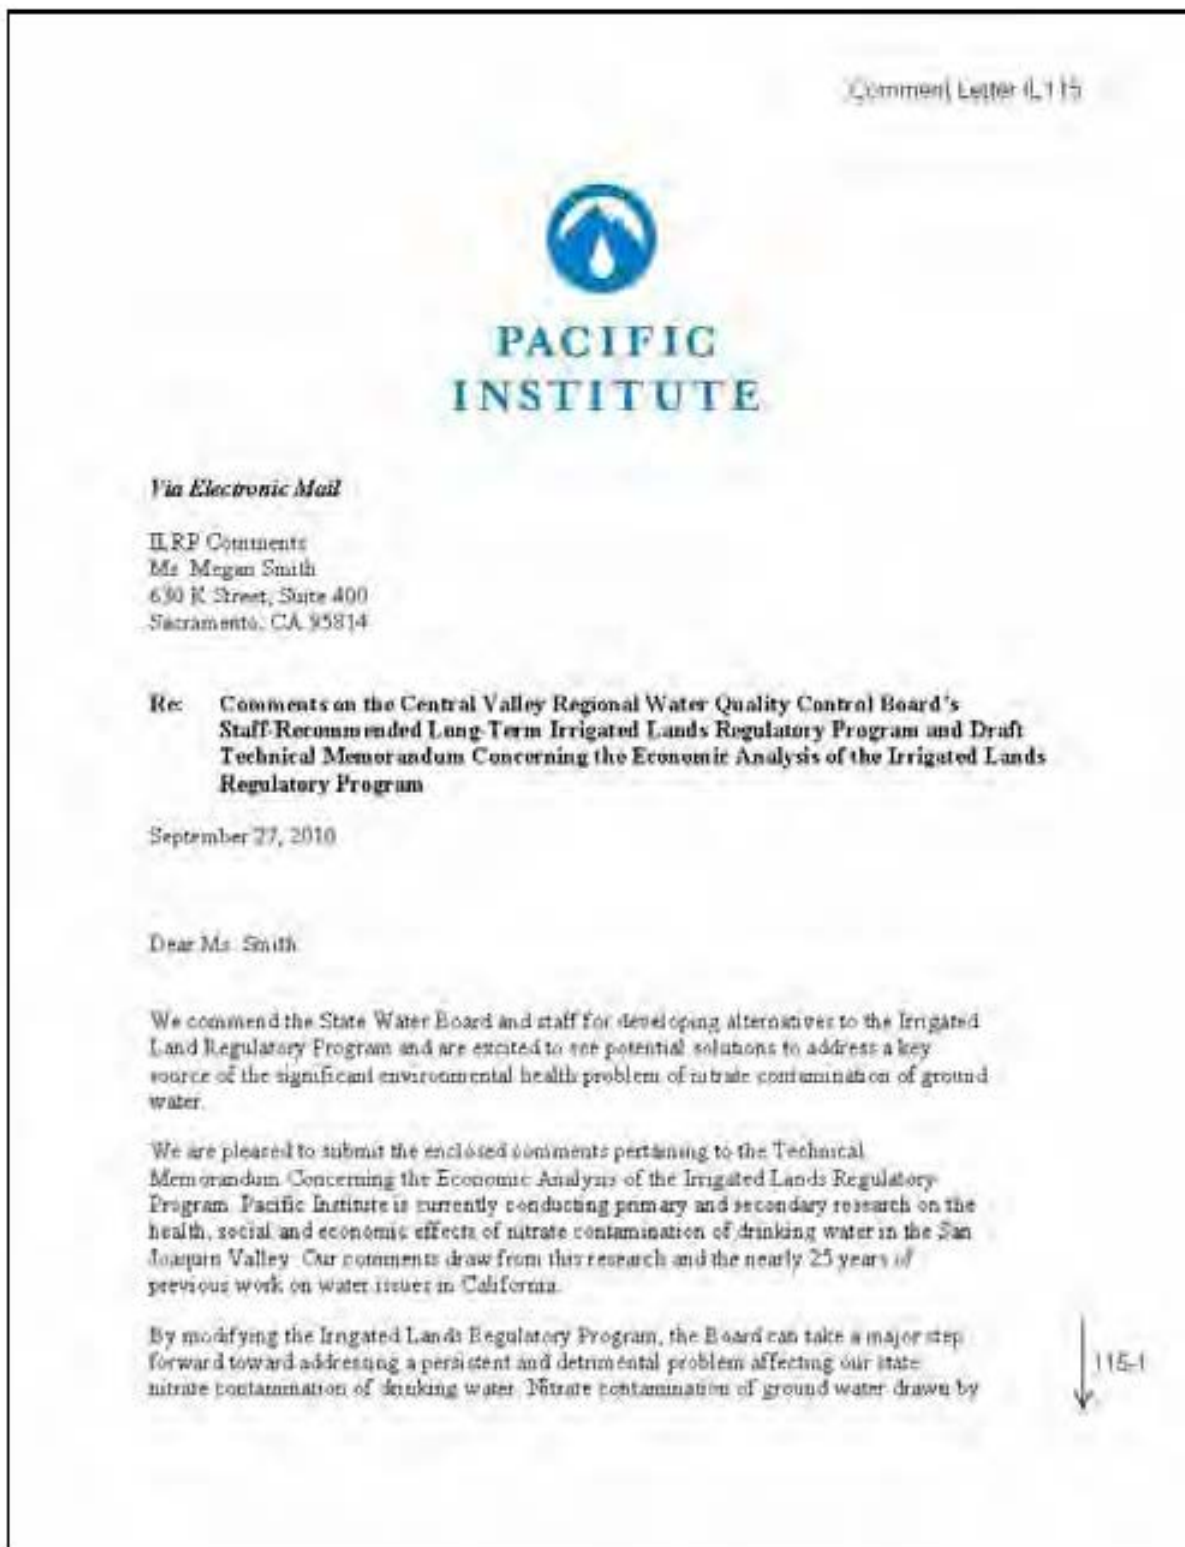 Comment Letter IL115
PACIFIC
INSTITUTE
Via Electronic Mail
ILRP Comments
Ms. Megan Smith
630 K Street, Suite 400
Sacramento, CA 95814
Re: Comments on the Central Valley Regional Water Quality Control Board's
Staff-Recommended Long-Term Irrigated Lands Regulatory Program and Draft
Technical Memorandum Concerning the Economic Analysis of the Irrigated Lands
Regulatory Program
September 27, 2010
Dear Ms. Smith
We commend the State Water Board and staff for developing alternatives to the Irrigated
Land Regulatory Program and are excited to see potential solutions to address a key
source of the significant environmental health problem of nitrate contamination of ground
water.
We are pleased to submit the enclosed comments pertaining to the Technical
Memorandum Concerning the Economic Analysis of the Irrigated Lands Regulatory
Program. Pacific Institute is currently conducting primary and secondary research on the
health, social and economic effects of nitrate contamination of drinking water in the San
Joaquin Valley. Our comments draw from this research and the nearly 25 years of
previous work on water issues in California.
By modifying the Irrigated Lands Regulatory Program, the Board can take a major step
forward toward addressing a persistent and detrimental problem affecting our state
nitrate contamination of drinking water. Nitrate contamination of ground water drawn by
115-1